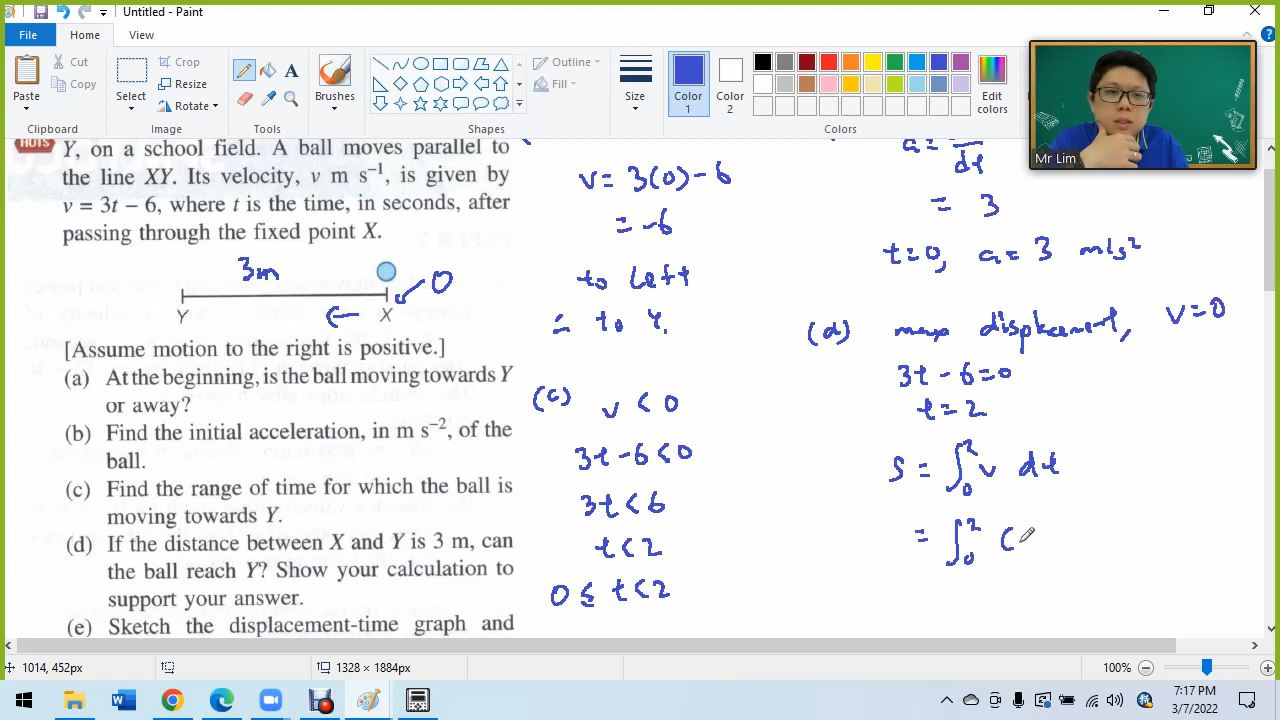 Untitled - Paint
File
Home
View
Paste
Cut
Copy
Clipboard
Select
Crop
Resize
Rotate
Image
Tools
Brushes
Shapes
Outline
Fill
Size
Color 1
Color 2
Edit colors
Colors
Mr Lim
HOTS
Y, on a school field. A ball moves parallel to
the line XY. Its velocity, v m s⁻¹, is given by
v = 3t − 6, where t is the time, in seconds, after
passing through the fixed point X.
3m
O
Y
X
[Assume motion to the right is positive.]
(a) At the beginning, is the ball moving towards Y
or away?
(b) Find the initial acceleration, in m s⁻², of the
ball.
(c) Find the range of time for which the ball is
moving towards Y.
(d) If the distance between X and Y is 3 m, can
the ball reach Y? Show your calculation to
support your answer.
(e) Sketch the displacement-time graph and
v = 3(0) - 6
= -6
to left
∴ to Y.
(c) v < 0
3t - 6 < 0
3t < 6
t < 2
0 ≤ t < 2
a = /dt
= 3
t=0, a = 3 m/s²
(d) max displacement, v=0
3t - 6 = 0
t = 2
s = ∫₀² v dt
= ∫₀² (
1014, 452px
1328 × 1884px
100%
7:17 PM
3/7/2022